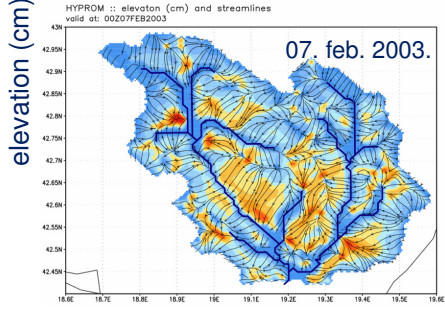 HYPROM :: elevaton (cm) and streamlines
valid at: 00Z07FEB2003
elevation (cm)
07. feb. 2003.
43N
42.95N
42.9N
42.85N
42.8N
42.75N
42.7N
42.65N
42.6N
42.55N
42.5N
42.45N
18.6E 18.7E 18.8E 18.9E 19E 19.1E 19.2E 19.3E 19.4E 19.5E 19.6E